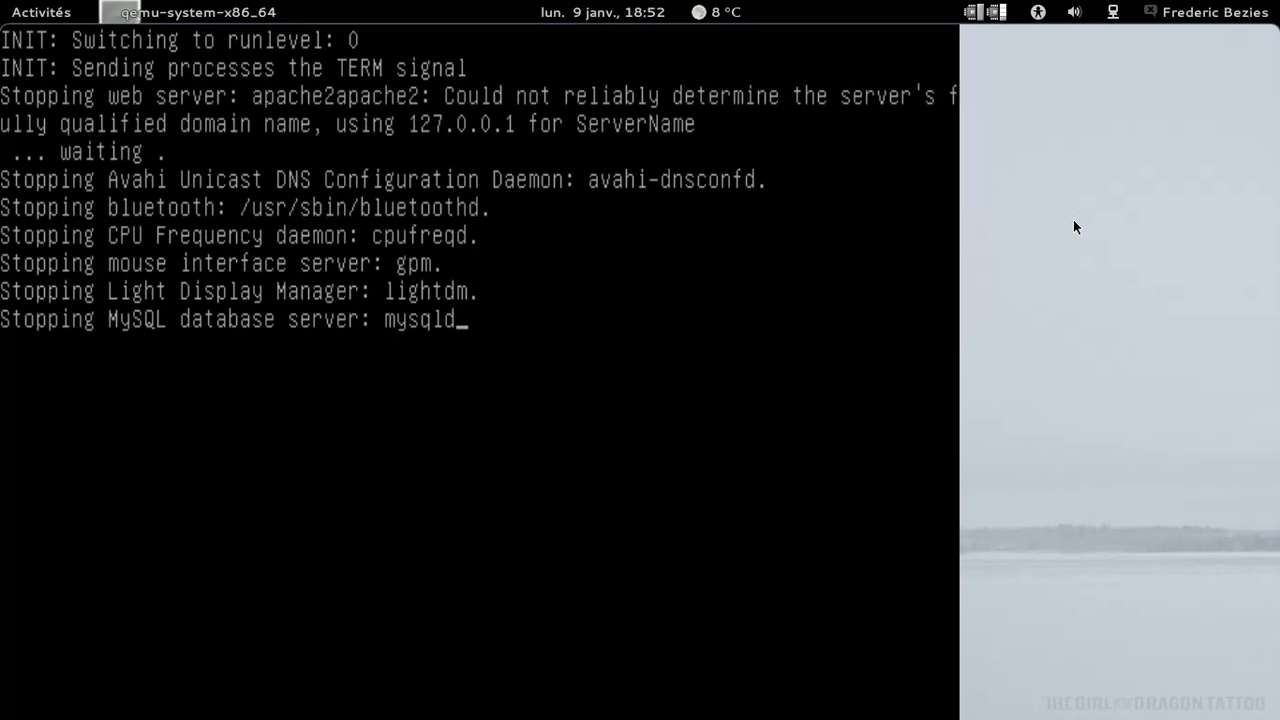 Activités qemu-system-x86_64 lun. 9 janv., 18:52 8 °C Frederic Bezies
INIT: Switching to runlevel: 0
INIT: Sending processes the TERM signal
Stopping web server: apache2apache2: Could not reliably determine the server's f
ully qualified domain name, using 127.0.0.1 for ServerName
 ... waiting .
Stopping Avahi Unicast DNS Configuration Daemon: avahi-dnsconfd.
Stopping bluetooth: /usr/sbin/bluetoothd.
Stopping CPU Frequency daemon: cpufreqd.
Stopping mouse interface server: gpm.
Stopping Light Display Manager: lightdm.
Stopping MySQL database server: mysqld_
THE GIRL WITH THE DRAGON TATTOO